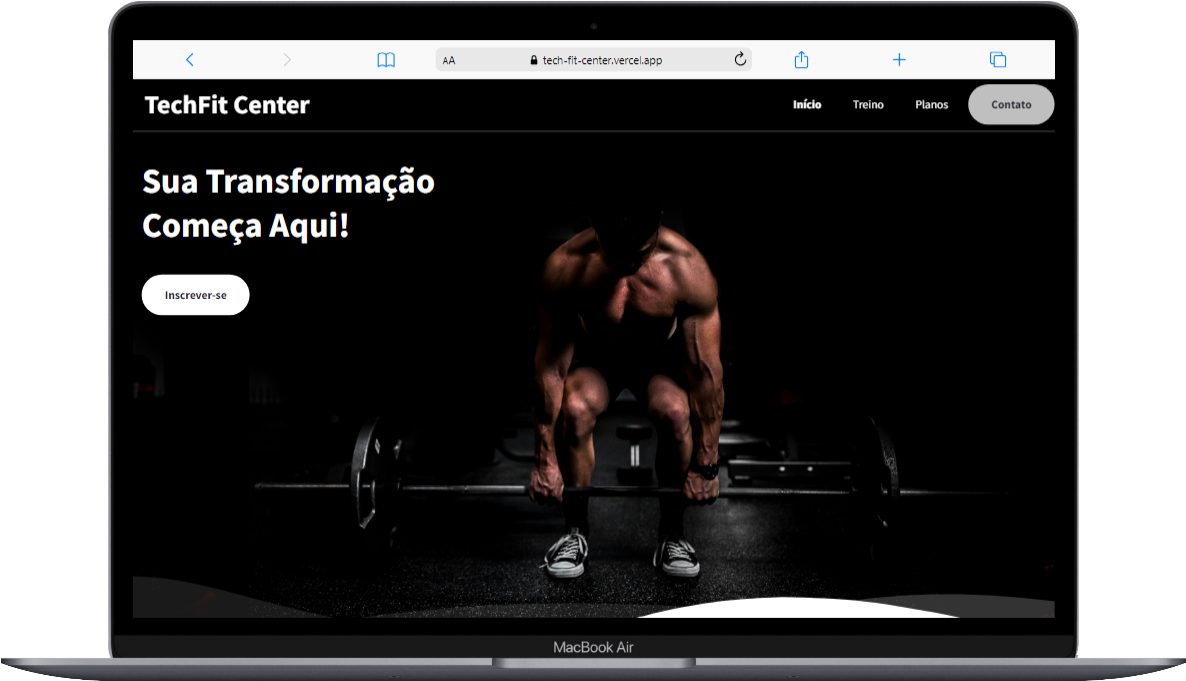 AA tech-fit-center.vercel.app
TechFit Center Início Treino Planos Contato
Sua Transformação
Começa Aqui!
Inscrever-se
MacBook Air